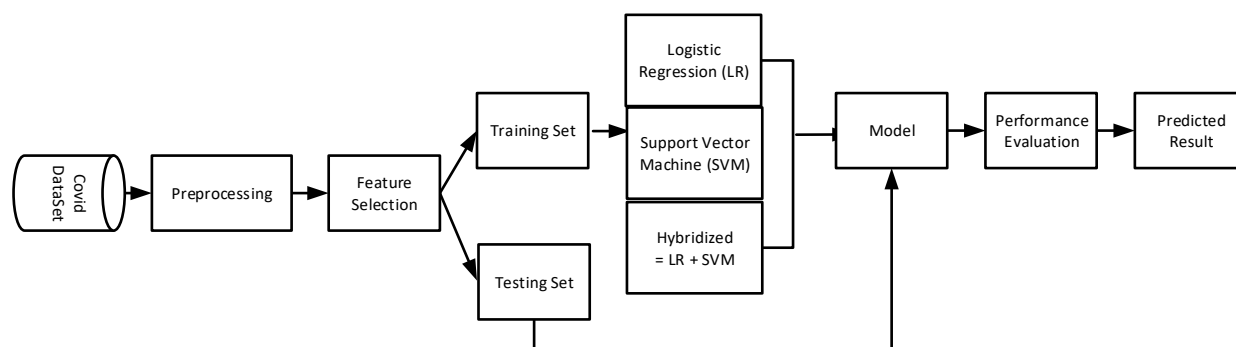 Covid
DataSet
Preprocessing
Feature
Selection
Training Set
Testing Set
Logistic
Regression (LR)
Support Vector
Machine (SVM)
Hybridized
= LR + SVM
Model
Performance
Evaluation
Predicted
Result